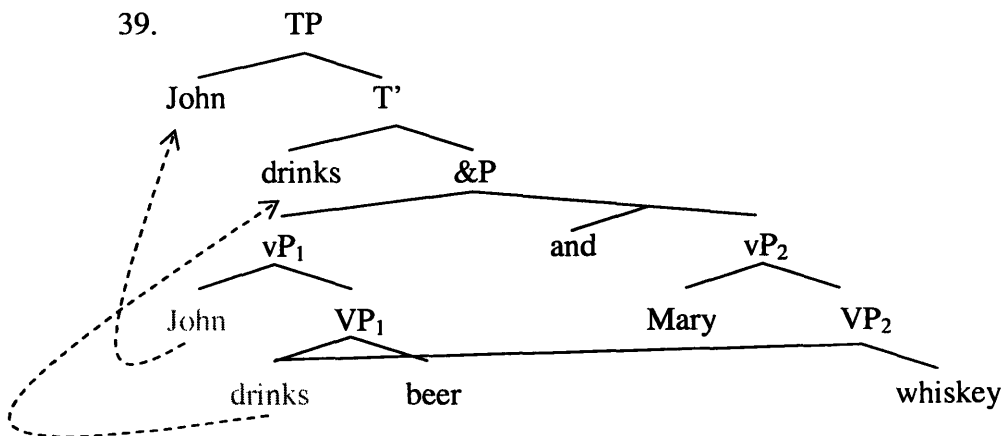 39. TP
John T’
drinks &P
vP₁ and vP₂
John VP₁ Mary VP₂
drinks beer whiskey